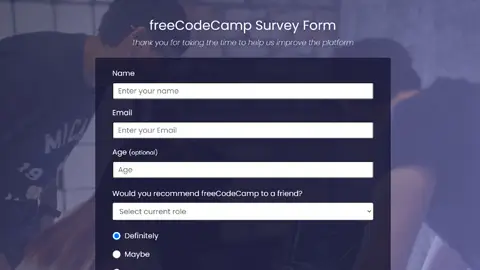 freeCodeCamp Survey Form
Thank you for taking the time to help us improve the platform
Name
Enter your name
Email
Enter your Email
Age (optional)
Age
Would you recommend freeCodeCamp to a friend?
Select current role
Definitely
Maybe